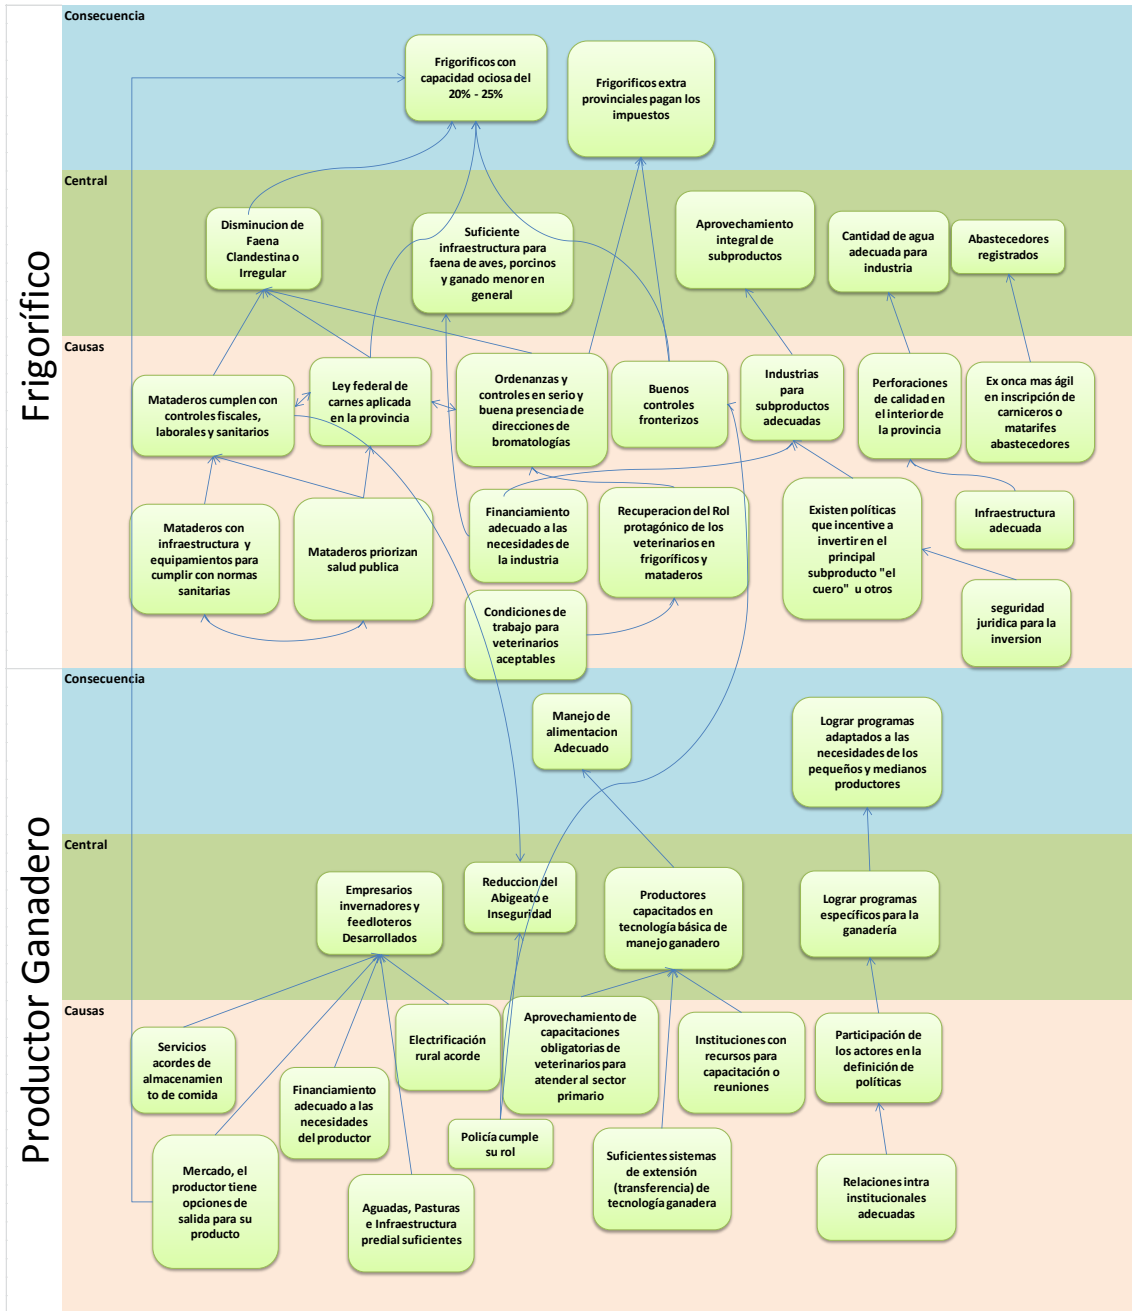 Frigorífico
Consecuencia
Frigorificos con
capacidad ociosa del
20% - 25%
Frigorificos extra
provinciales pagan los
impuestos
Central
Disminucion de
Faena
Clandestina o
Irregular
Suficiente
infraestructura para
faena de aves, porcinos
y ganado menor en
general
Aprovechamiento
integral de
subproductos
Cantidad de agua
adecuada para
industria
Abastecedores
registrados
Causas
Mataderos cumplen con
controles fiscales,
laborales y sanitarios
Ley federal de
carnes aplicada
en la provincia
Ordenanzas y
controles en serio y
buena presencia de
direcciones de
bromatologías
Buenos
controles
fronterizos
Industrias
para
subproductos
adecuadas
Perforaciones
de calidad en
el interior de
la provincia
Ex onca mas ágil
en inscripción de
carniceros o
matarifes
abastecedores
Mataderos con
infraestructura y
equipamientos para
cumplir con normas
sanitarias
Mataderos priorizan
salud publica
Financiamiento
adecuado a las
necesidades de
la industria
Recuperacion del Rol
protagónico de los
veterinarios en
frigoríficos y
mataderos
Existen políticas
que incentive a
invertir en el
principal
subproducto "el
cuero" u otros
Infraestructura
adecuada
Condiciones de
trabajo para
veterinarios
aceptables
seguridad
juridica para la
inversion
Productor Ganadero
Consecuencia
Manejo de
alimentacion
Adecuado
Lograr programas
adaptados a las
necesidades de los
pequeños y medianos
productores
Central
Empresarios
invernadores y
feedloteros
Desarrollados
Reduccion del
Abigeato e
Inseguridad
Productores
capacitados en
tecnología básica de
manejo ganadero
Lograr programas
específicos para la
ganadería
Causas
Servicios
acordes de
almacenamien
to de comida
Financiamiento
adecuado a las
necesidades
del productor
Electrificación
rural acorde
Aprovechamiento de
capacitaciones
obligatorias de
veterinarios para
atender al sector
primario
Instituciones con
recursos para
capacitación o
reuniones
Participación de
los actores en la
definición de
políticas
Mercado, el
productor tiene
opciones de
salida para su
producto
Aguadas, Pasturas
e Infraestructura
predial suficientes
Policía cumple
su rol
Suficientes sistemas
de extensión
(transferencia) de
tecnología ganadera
Relaciones intra
institucionales
adecuadas